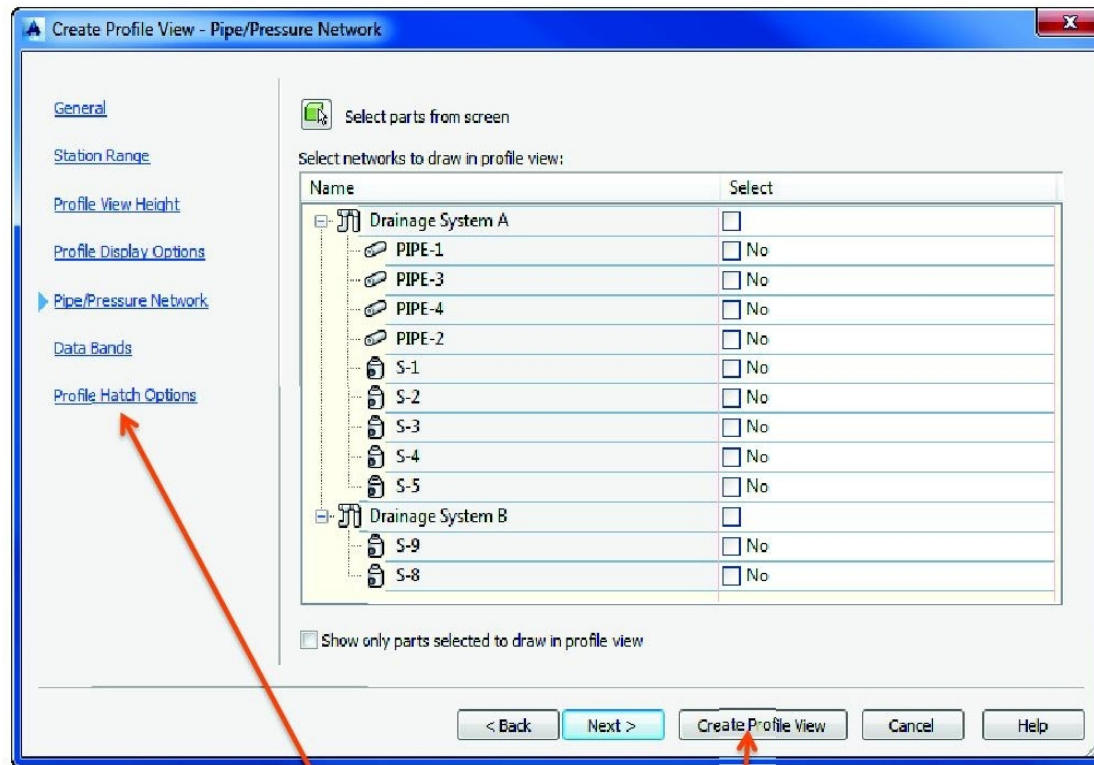 Create Profile View - Pipe/Pressure Network
General
Station Range
Profile View Height
Profile Display Options
Pipe/Pressure Network
Data Bands
Profile Hatch Options
Select parts from screen
Select networks to draw in profile view:
Name Select
Drainage System A
PIPE-1 No
PIPE-3 No
PIPE-4 No
PIPE-2 No
S-1 No
S-2 No
S-3 No
S-4 No
S-5 No
Drainage System B
S-9 No
S-8 No
Show only parts selected to draw in profile view
< Back Next > Create Profile View Cancel Help